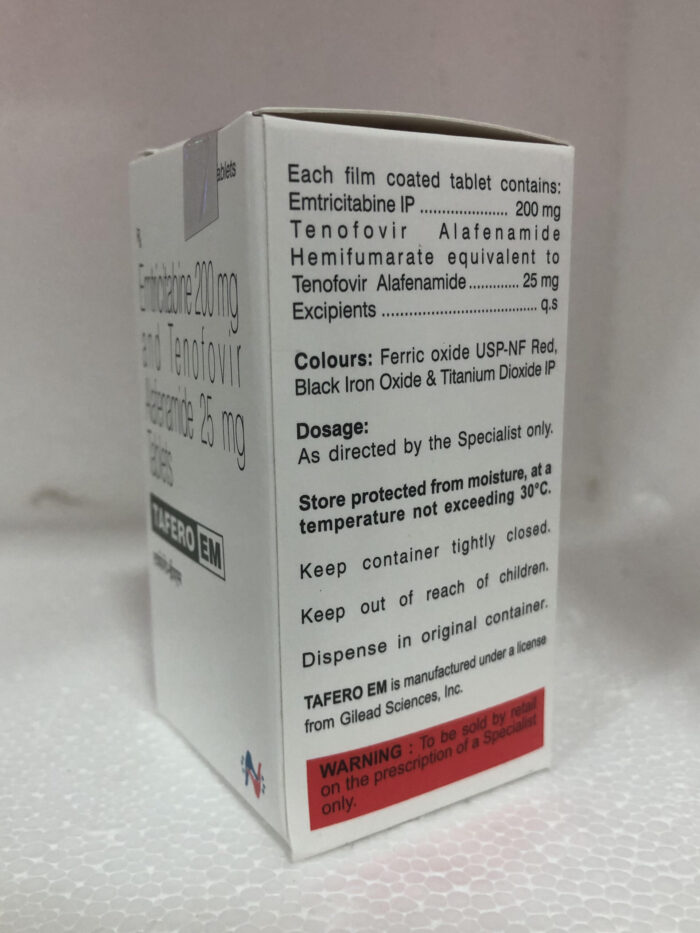 ablets
Emtricitabine 200 mg
and Tenofovir
Alafenamide 25 mg
Tablets
TAFERO EM
Each film coated tablet contains:
Emtricitabine IP ...................... 200 mg
Tenofovir Alafenamide
Hemifumarate equivalent to
Tenofovir Alafenamide ............. 25 mg
Excipients ...................................... q.s
Colours: Ferric oxide USP-NF Red,
Black Iron Oxide & Titanium Dioxide IP
Dosage:
As directed by the Specialist only.
Store protected from moisture, at a
temperature not exceeding 30°C.
Keep container tightly closed.
Keep out of reach of children.
Dispense in original container.
TAFERO EM is manufactured under a license
from Gilead Sciences, Inc.
WARNING : To be sold by retail
on the prescription of a Specialist
only.